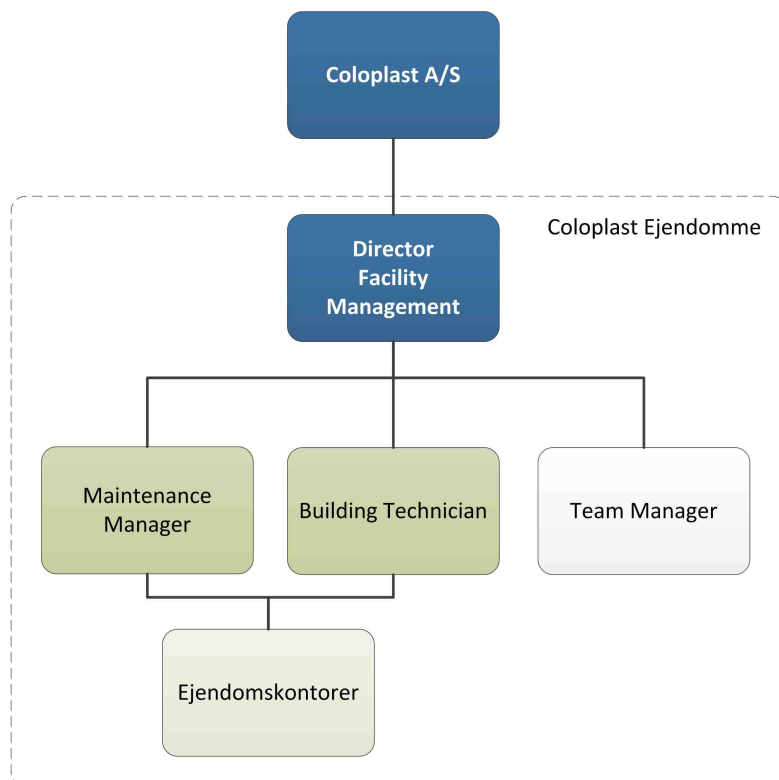 Coloplast A/S
Coloplast Ejendomme
Director
Facility
Management
Maintenance
Manager
Building Technician
Team Manager
Ejendomskontorer